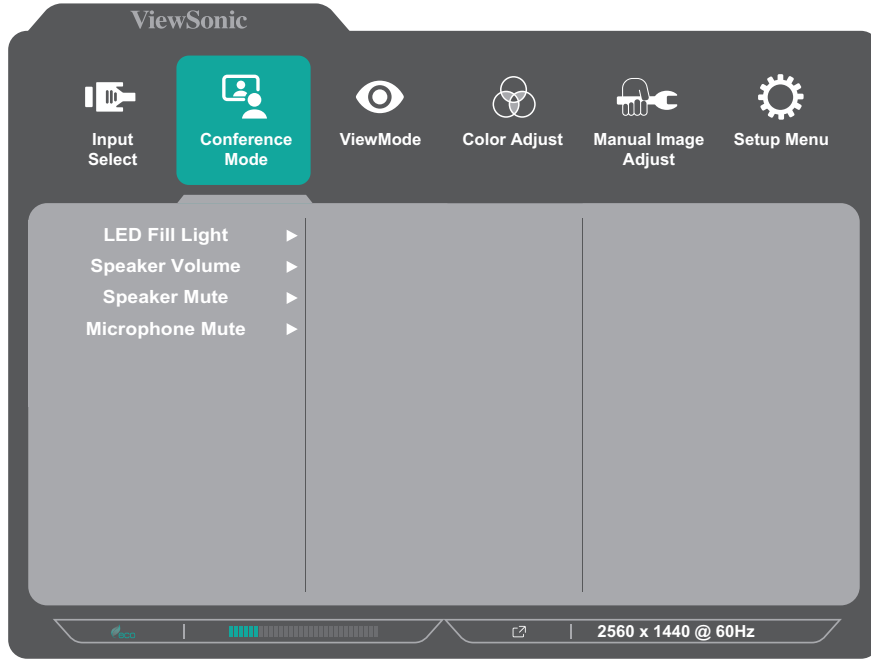 ViewSonic
Input
Select
Conference
Mode
ViewMode
Color Adjust
Manual Image
Adjust
Setup Menu
LED Fill Light
Speaker Volume
Speaker Mute
Microphone Mute
ECO
2560 x 1440 @ 60Hz